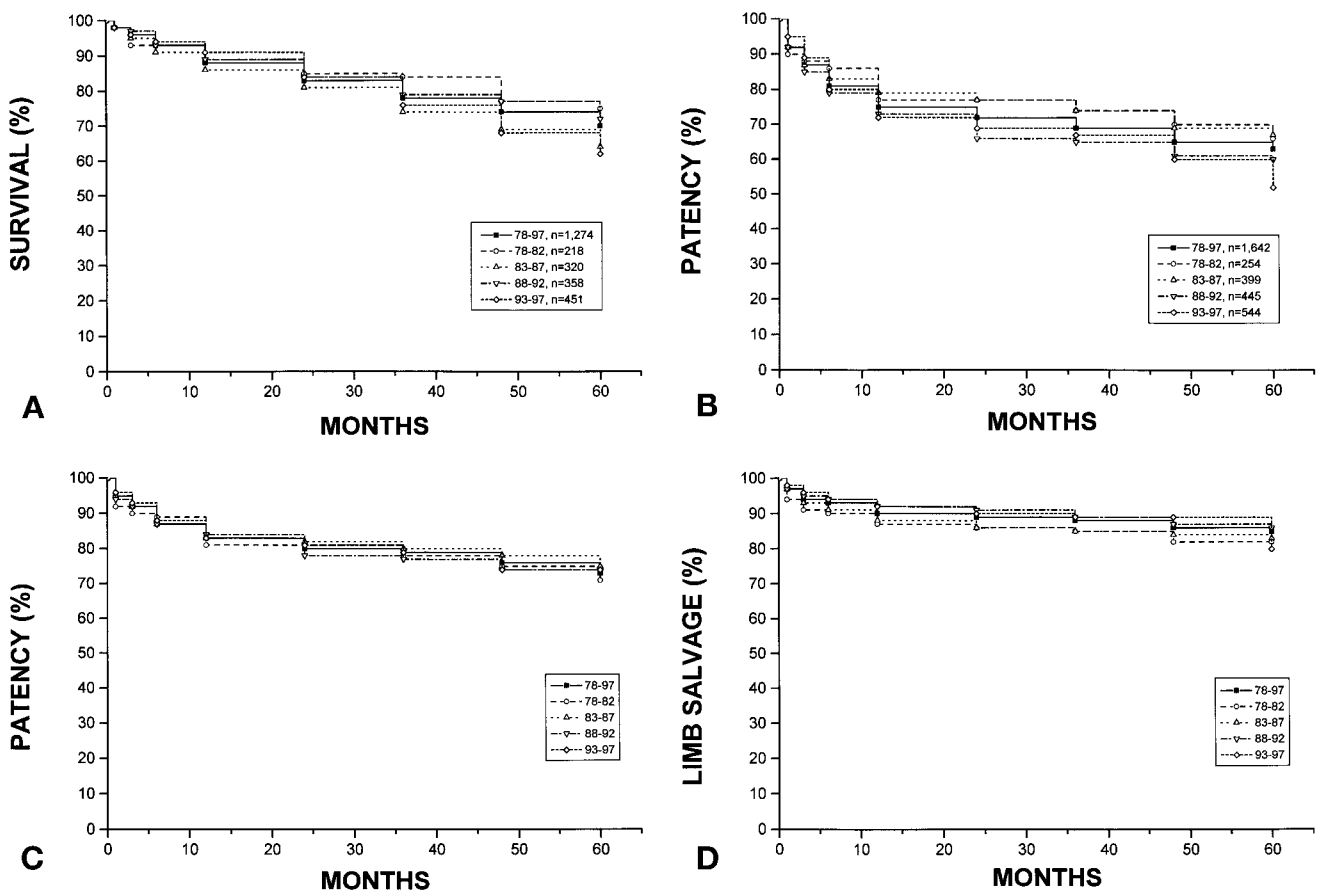 SURVIVAL (%)
100
90
80
70
60
50
40
30
20
10
0
78-97, n=1,274
78-82, n=218
83-87, n=320
88-92, n=358
93-97, n=451
0 10 20 30 40 50 60
MONTHS
A
PATENCY (%)
100
90
80
70
60
50
40
30
20
10
0
78-97, n=1,642
78-82, n=254
83-87, n=399
88-92, n=445
93-97, n=544
0 10 20 30 40 50 60
MONTHS
B
PATENCY (%)
100
90
80
70
60
50
40
30
20
10
0
78-97
78-82
83-87
88-92
93-97
0 10 20 30 40 50 60
MONTHS
C
LIMB SALVAGE (%)
100
90
80
70
60
50
40
30
20
10
0
78-97
78-82
83-87
88-92
93-97
0 10 20 30 40 50 60
MONTHS
D